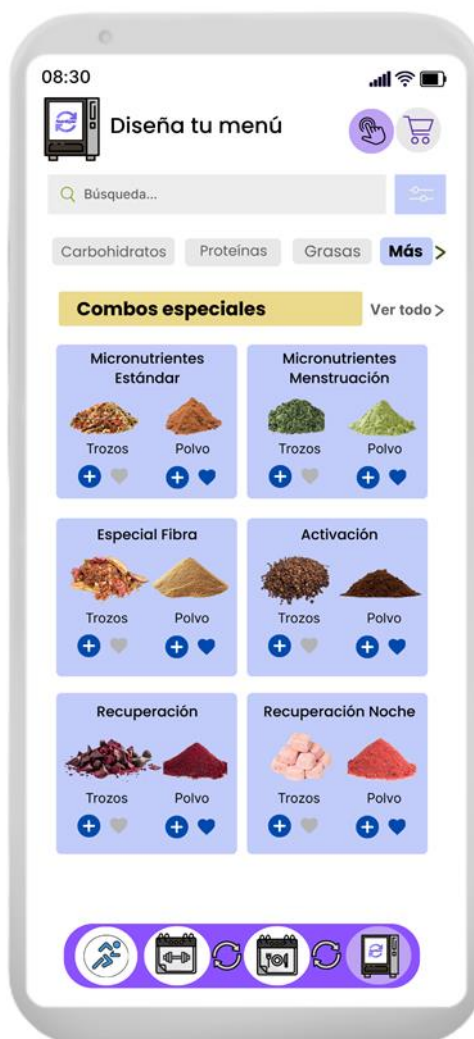 08:30
Diseña tu menú
Búsqueda...
Carbohidratos Proteínas Grasas Más >
Combos especiales Ver todo >
Micronutrientes
Estándar
Trozos Polvo
Micronutrientes
Menstruación
Trozos Polvo
Especial Fibra
Trozos Polvo
Activación
Trozos Polvo
Recuperación
Trozos Polvo
Recuperación Noche
Trozos Polvo